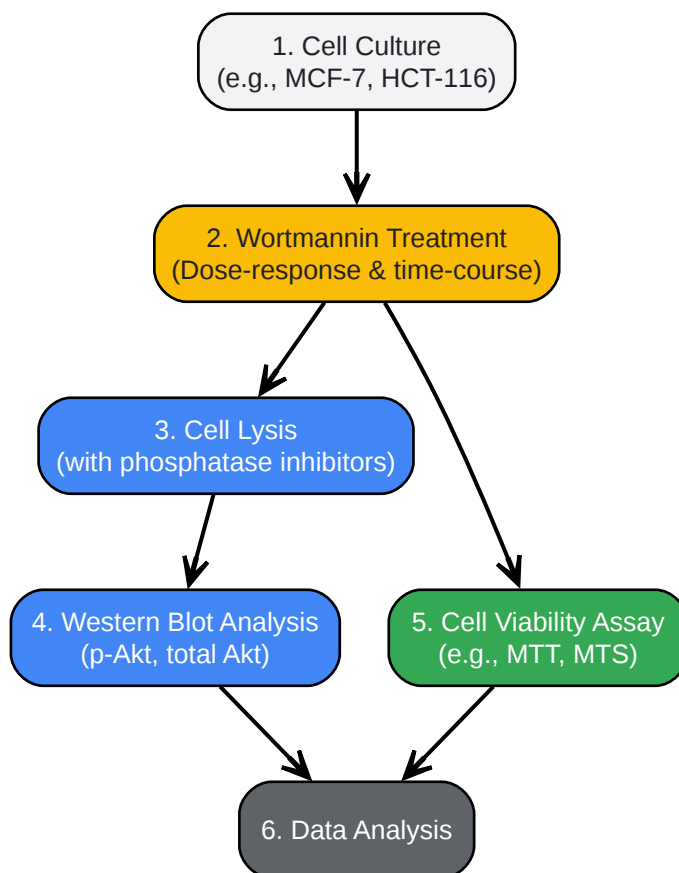 1. Cell Culture
(e.g., MCF-7, HCT-116)
2. Wortmannin Treatment
(Dose-response & time-course)
3. Cell Lysis
(with phosphatase inhibitors)
4. Western Blot Analysis
(p-Akt, total Akt)
5. Cell Viability Assay
(e.g., MTT, MTS)
6. Data Analysis